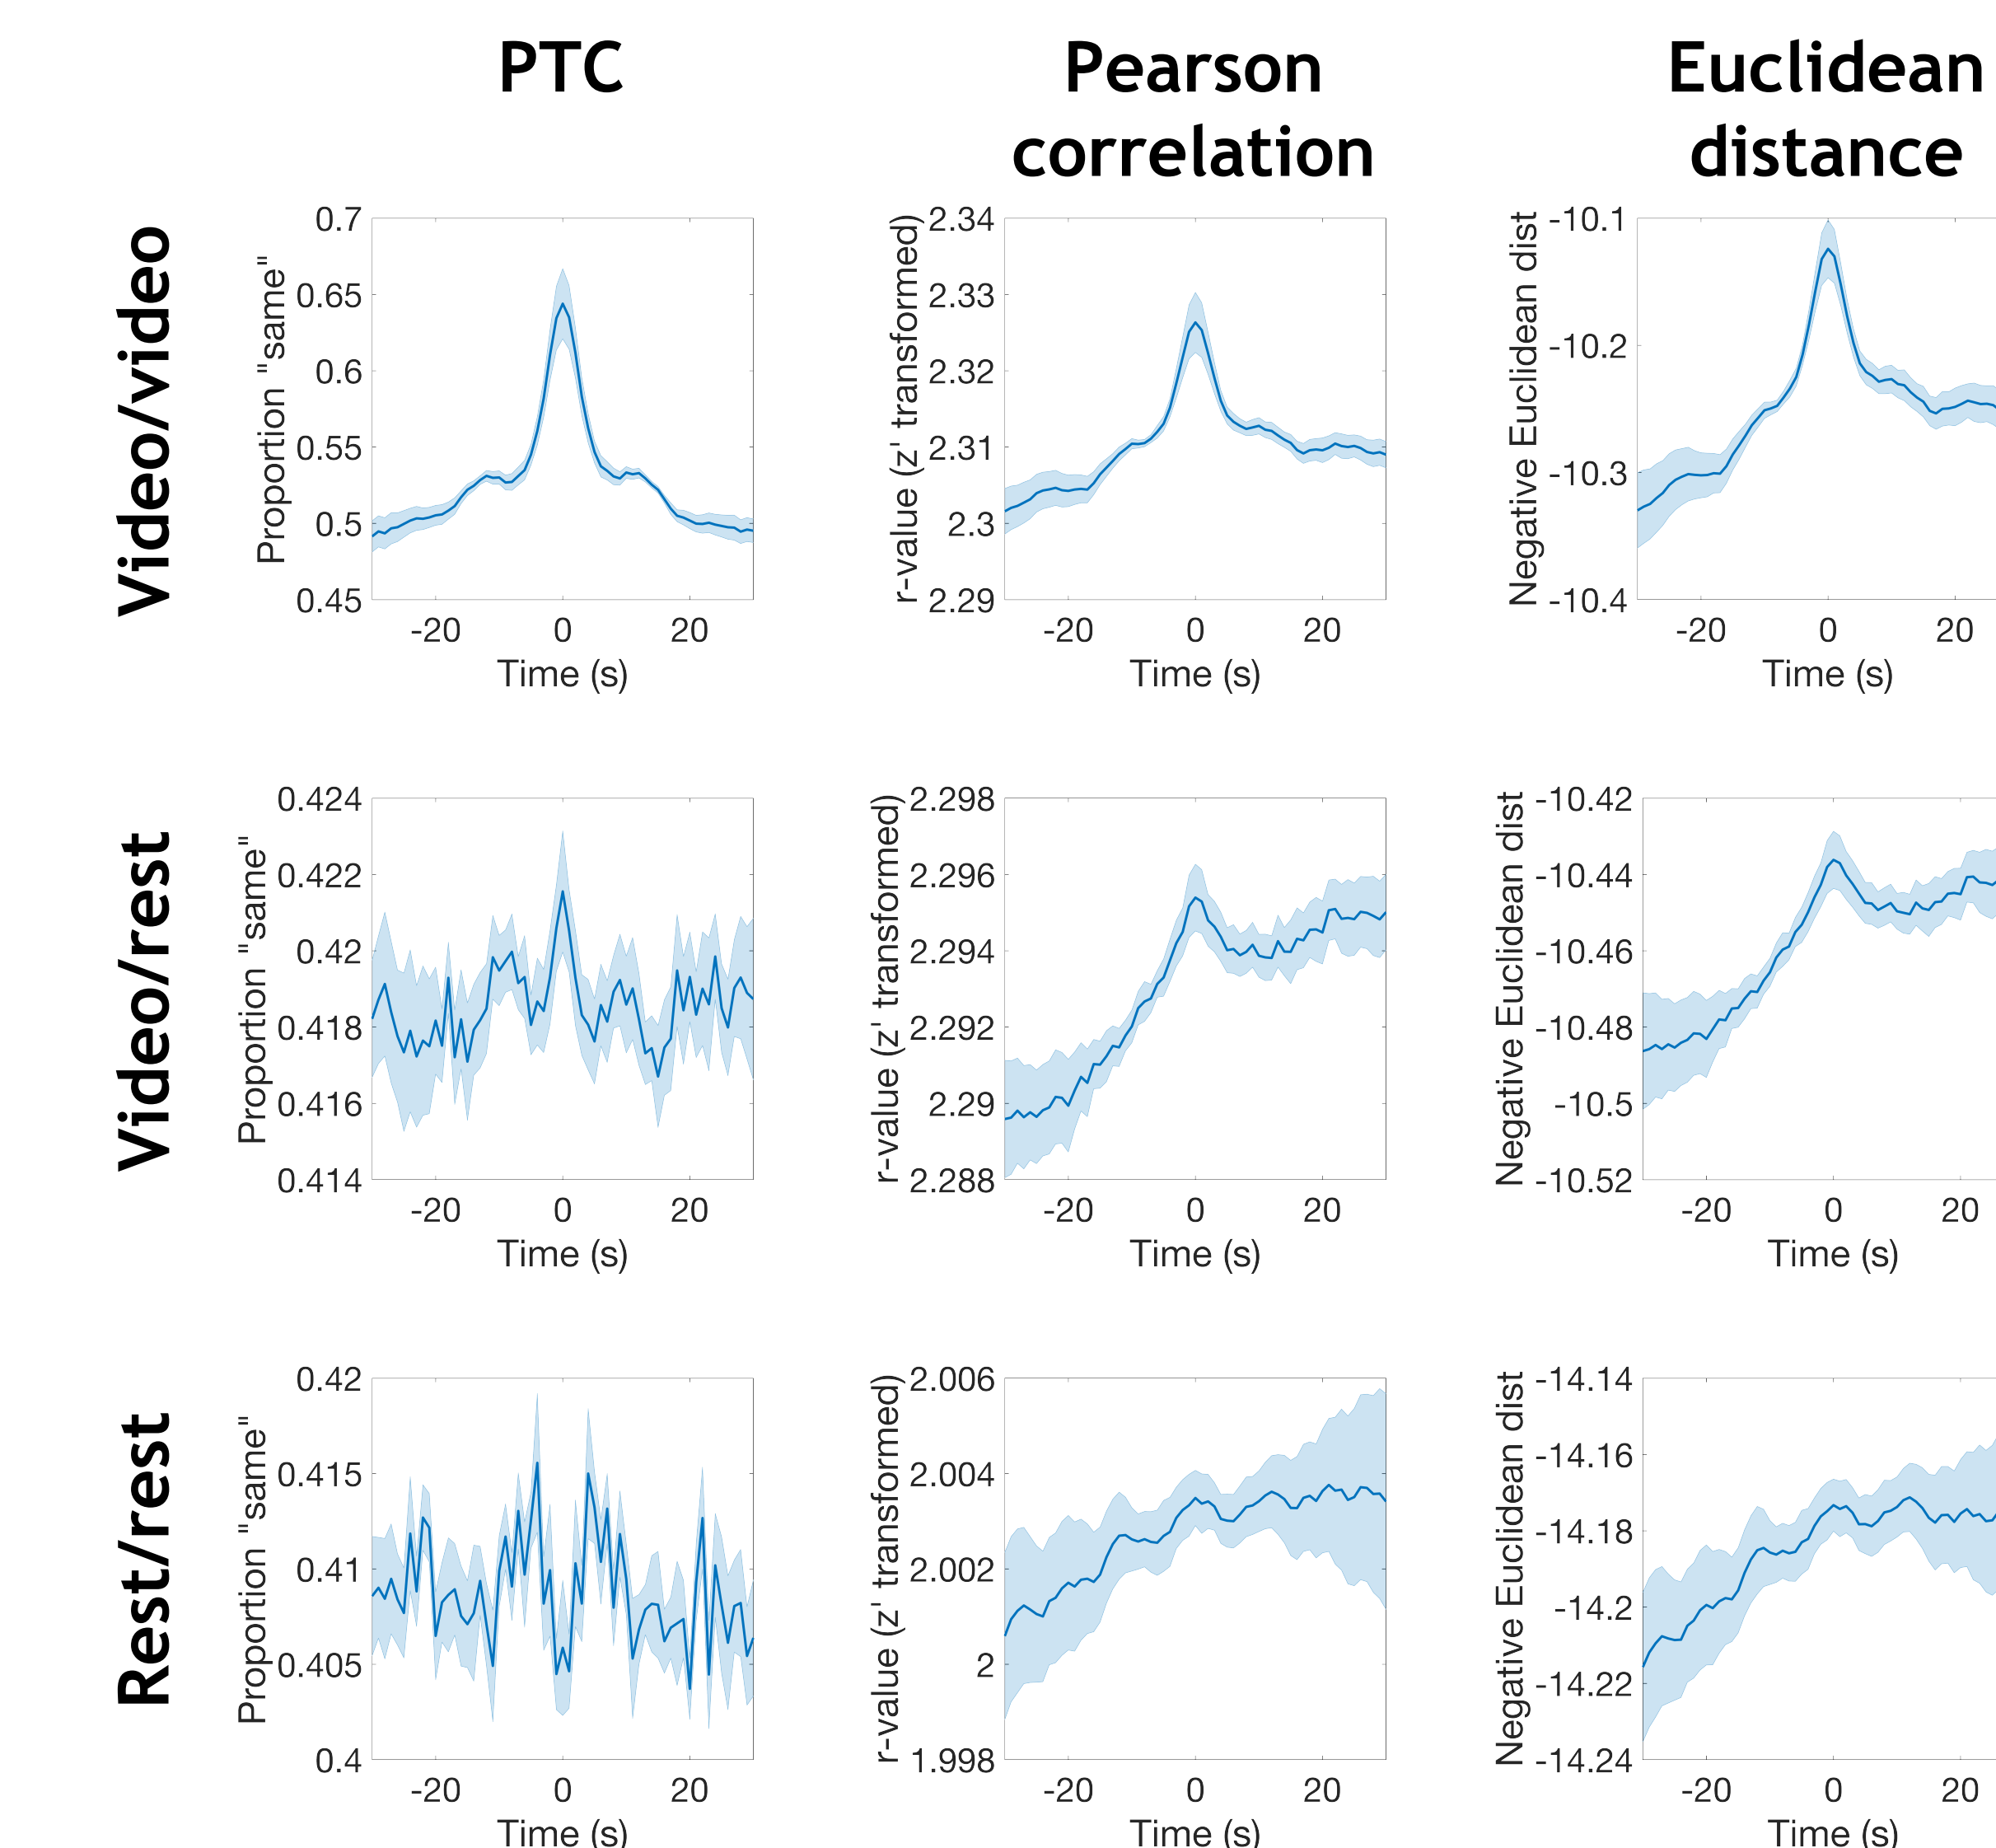 PTC
Pearson
correlation
Euclidean
distance
Video/video
Proportion "same"
0.7
0.65
0.6
0.55
0.5
0.45
-20 0 20
Time (s)
r-value (z' transformed)
2.34
2.33
2.32
2.31
2.3
2.29
-20 0 20
Time (s)
Negative Euclidean dist
-10.1
-10.2
-10.3
-10.4
-20 0 20
Time (s)
Video/rest
Proportion "same"
0.424
0.422
0.42
0.418
0.416
0.414
-20 0 20
Time (s)
r-value (z' transformed)
2.298
2.296
2.294
2.292
2.29
2.288
-20 0 20
Time (s)
Negative Euclidean dist
-10.42
-10.44
-10.46
-10.48
-10.5
-10.52
-20 0 20
Time (s)
Rest/rest
Proportion "same"
0.42
0.415
0.41
0.405
0.4
-20 0 20
Time (s)
r-value (z' transformed)
2.006
2.004
2.002
2
1.998
-20 0 20
Time (s)
Negative Euclidean dist
-14.14
-14.16
-14.18
-14.2
-14.22
-14.24
-20 0 20
Time (s)